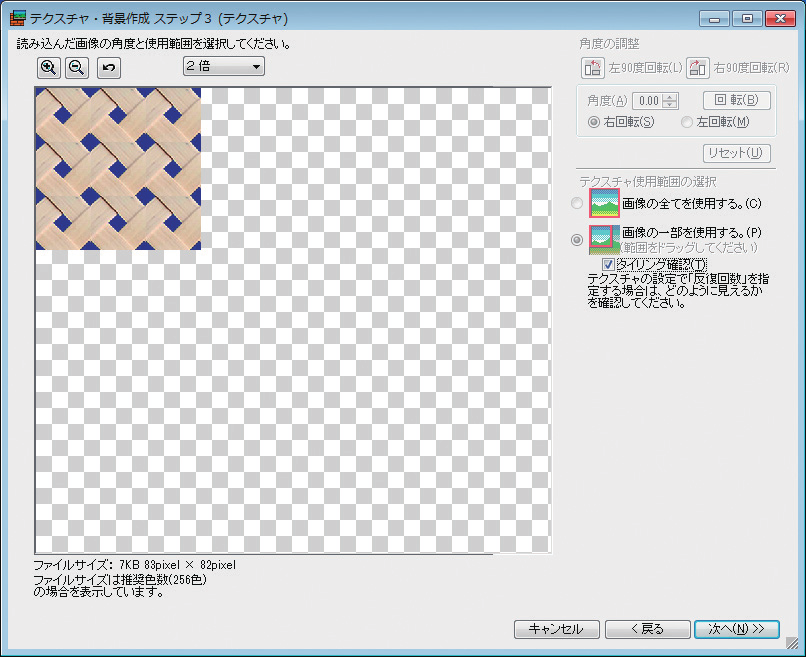 テクスチャ・背景作成 ステップ3 (テクスチャ)
読み込んだ画像の角度と使用範囲を選択してください。
2 倍
角度の調整
左90度回転(L)
右90度回転(R)
角度(A)
0.00
回 転(B)
右回転(S)
左回転(M)
リセット(U)
テクスチャ使用範囲の選択
画像の全てを使用する。(C)
画像の一部を使用する。(P)
(範囲をドラッグしてください)
タイリング確認(T)
テクスチャの設定で「反復回数」を指
定する場合は、どのように見えるか
を確認してください。
ファイルサイズ: 7KB 83pixel × 82pixel
ファイルサイズは推奨色数(256色)
の場合を表示しています。
キャンセル
< 戻る
次へ(N) >>